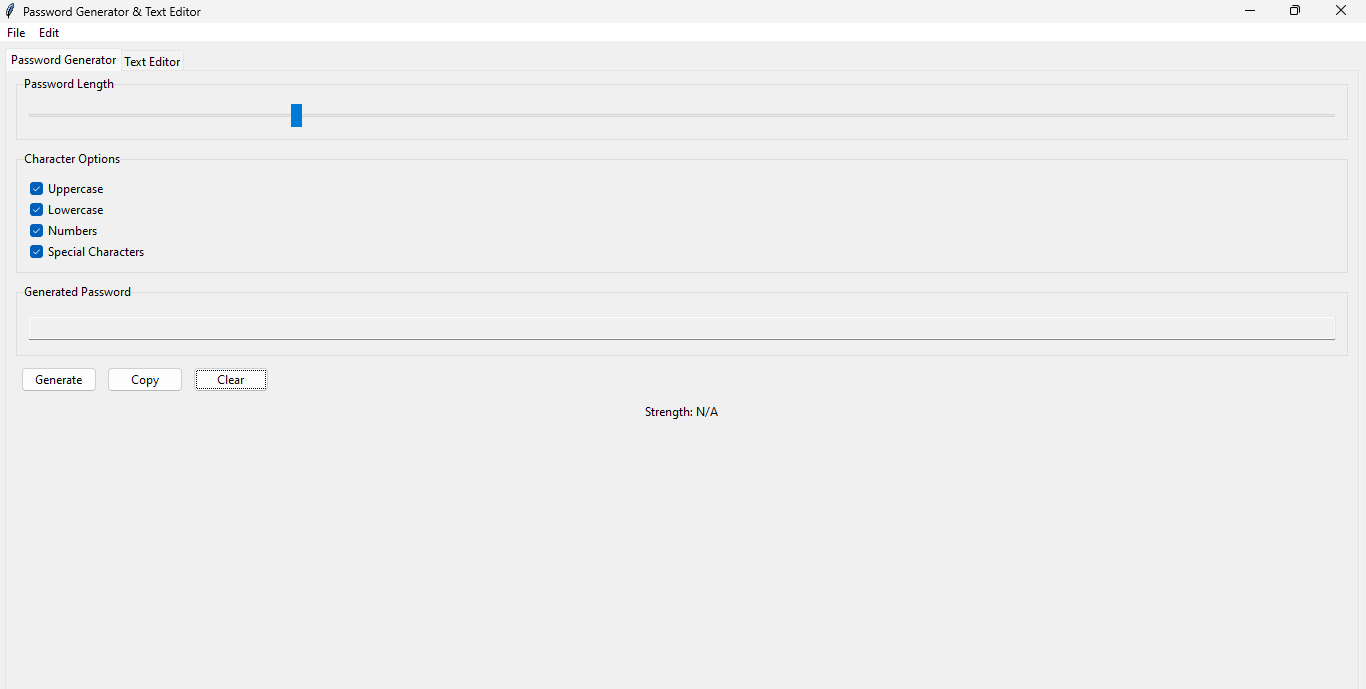 Password Generator & Text Editor
File Edit
Password Generator Text Editor
Password Length
Character Options
Uppercase
Lowercase
Numbers
Special Characters
Generated Password
Generate Copy Clear
Strength: N/A